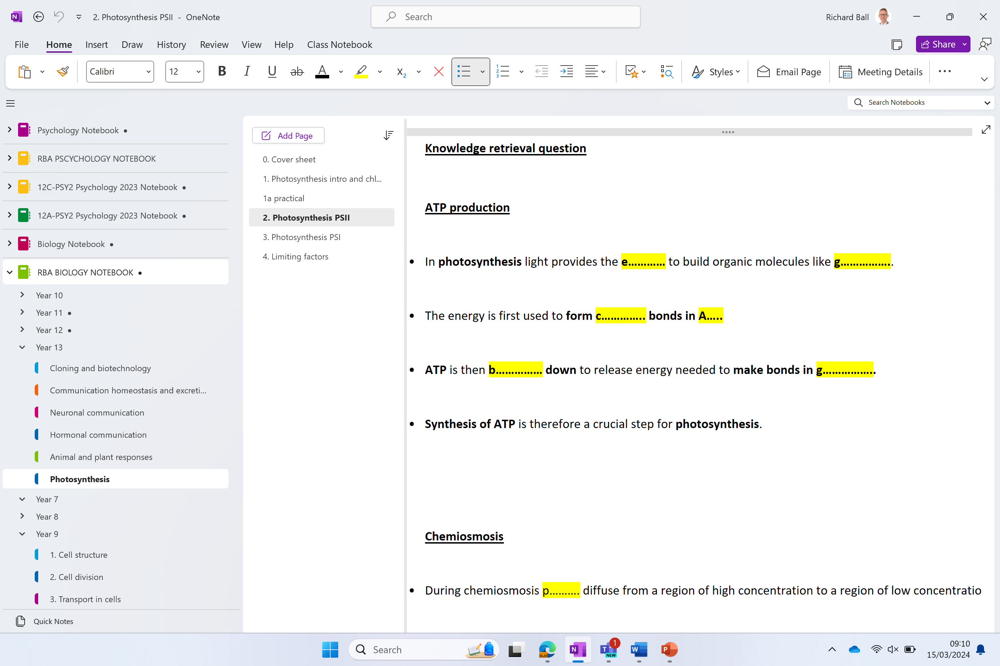 2. Photosynthesis PSII - OneNote
Search
Richard Ball
File Home Insert Draw History Review View Help Class Notebook
Share
Calibri
12
B I U ab A X2
Styles
Email Page
Meeting Details
Search Notebooks
Psychology Notebook
RBA PSCYCHOLOGY NOTEBOOK
12C-PSY2 Psychology 2023 Notebook
12A-PSY2 Psychology 2023 Notebook
Biology Notebook
RBA BIOLOGY NOTEBOOK
Year 10
Year 11
Year 12
Year 13
Cloning and biotechnology
Communication homeostasis and excreti...
Neuronal communication
Hormonal communication
Animal and plant responses
Photosynthesis
Year 7
Year 8
Year 9
1. Cell structure
2. Cell division
3. Transport in cells
Quick Notes
Add Page
0. Cover sheet
1. Photosynthesis intro and chl...
1a practical
2. Photosynthesis PSII
3. Photosynthesis PSI
4. Limiting factors
Knowledge retrieval question
ATP production
• In photosynthesis light provides the e………… to build organic molecules like g……………..
• The energy is first used to form c………….. bonds in A…..
• ATP is then b…………… down to release energy needed to make bonds in g……………..
• Synthesis of ATP is therefore a crucial step for photosynthesis.
Chemiosmosis
• During chemiosmosis p………. diffuse from a region of high concentration to a region of low concentratio
Search
1
NEW
09:10
15/03/2024